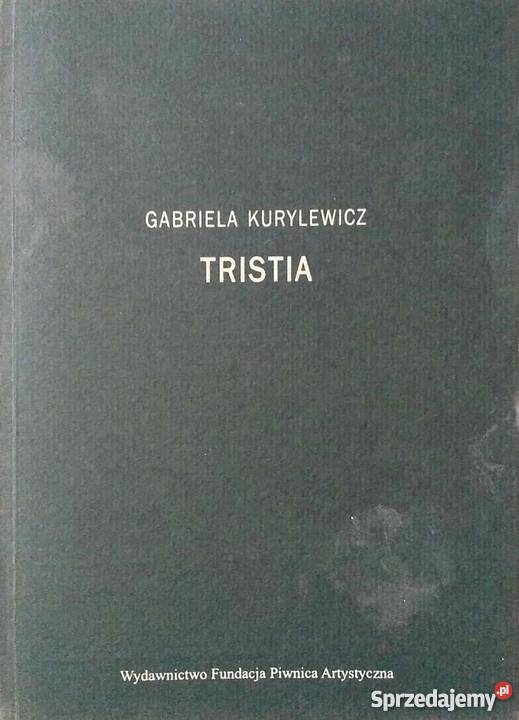 GABRIELA KURYLEWICZ
TRISTIA
Wydawnictwo Fundacja Piwnica Artystyczna
Sprzedajemy.pl